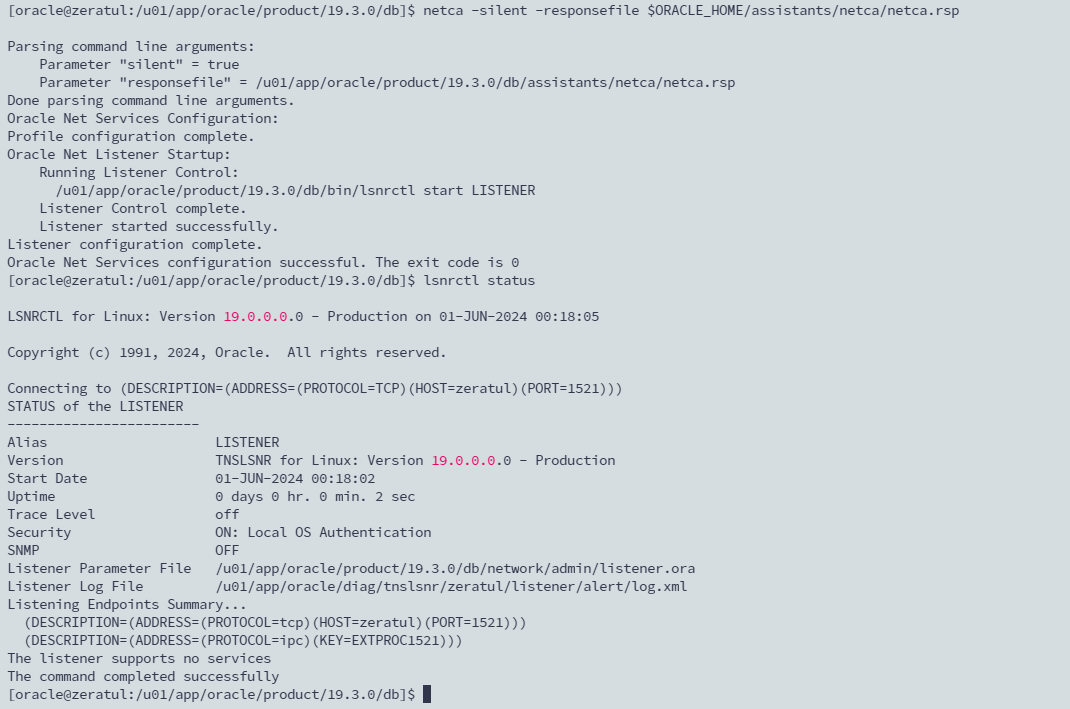 [oracle@zeratul:/u01/app/oracle/product/19.3.0/db]$ netca -silent -responsefile $ORACLE_HOME/assistants/netca/netca.rsp

Parsing command line arguments:
    Parameter "silent" = true
    Parameter "responsefile" = /u01/app/oracle/product/19.3.0/db/assistants/netca/netca.rsp
Done parsing command line arguments.
Oracle Net Services Configuration:
Profile configuration complete.
Oracle Net Listener Startup:
    Running Listener Control:
      /u01/app/oracle/product/19.3.0/db/bin/lsnrctl start LISTENER
    Listener Control complete.
    Listener started successfully.
Listener configuration complete.
Oracle Net Services configuration successful. The exit code is 0
[oracle@zeratul:/u01/app/oracle/product/19.3.0/db]$ lsnrctl status

LSNRCTL for Linux: Version 19.0.0.0.0 - Production on 01-JUN-2024 00:18:05

Copyright (c) 1991, 2024, Oracle.  All rights reserved.

Connecting to (DESCRIPTION=(ADDRESS=(PROTOCOL=TCP)(HOST=zeratul)(PORT=1521)))
STATUS of the LISTENER
------------------------
Alias                     LISTENER
Version                   TNSLSNR for Linux: Version 19.0.0.0.0 - Production
Start Date                01-JUN-2024 00:18:02
Uptime                    0 days 0 hr. 0 min. 2 sec
Trace Level               off
Security                  ON: Local OS Authentication
SNMP                      OFF
Listener Parameter File   /u01/app/oracle/product/19.3.0/db/network/admin/listener.ora
Listener Log File         /u01/app/oracle/diag/tnslsnr/zeratul/listener/alert/log.xml
Listening Endpoints Summary...
  (DESCRIPTION=(ADDRESS=(PROTOCOL=tcp)(HOST=zeratul)(PORT=1521)))
  (DESCRIPTION=(ADDRESS=(PROTOCOL=ipc)(KEY=EXTPROC1521)))
The listener supports no services
The command completed successfully
[oracle@zeratul:/u01/app/oracle/product/19.3.0/db]$